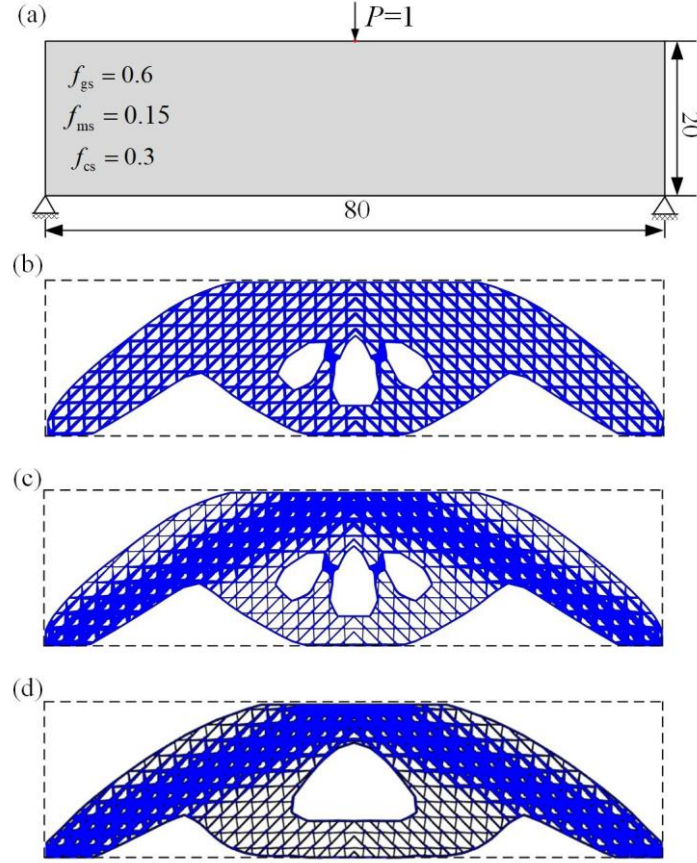 (a)
P=1
f_gs = 0.6
f_ms = 0.15
f_cs = 0.3
20
80
(b)
(c)
(d)